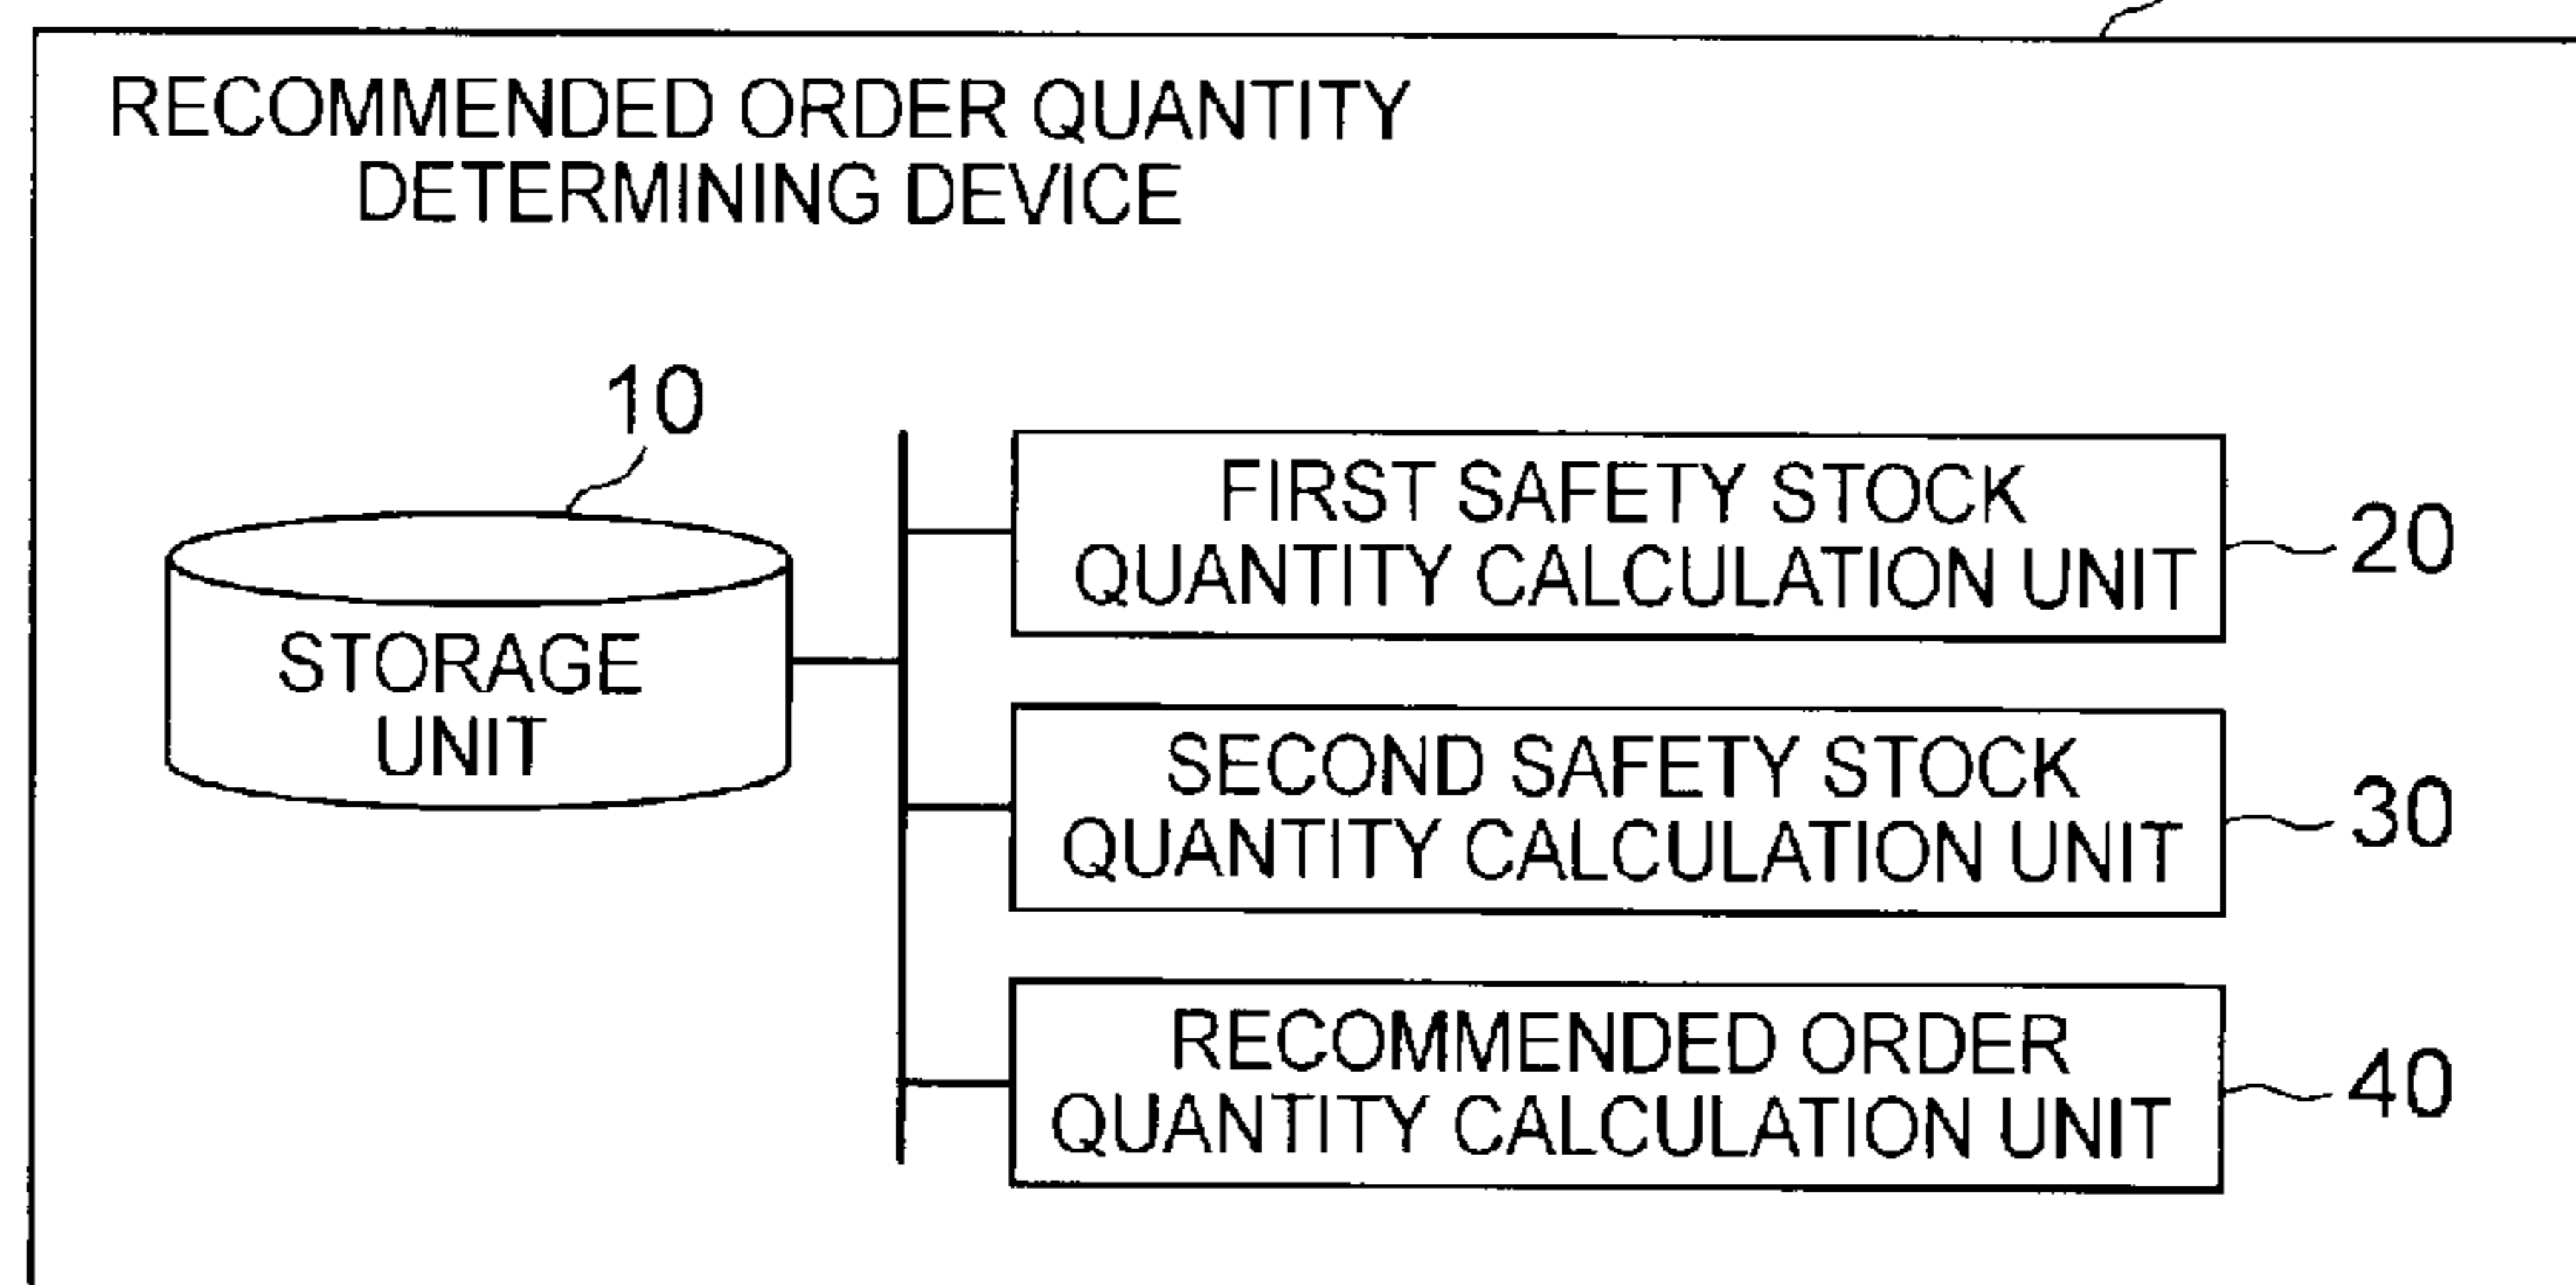 RECOMMENDED ORDER QUANTITY
DETERMINING DEVICE
10
STORAGE
UNIT
FIRST SAFETY STOCK
QUANTITY CALCULATION UNIT
20
SECOND SAFETY STOCK
QUANTITY CALCULATION UNIT
30
RECOMMENDED ORDER
QUANTITY CALCULATION UNIT
40